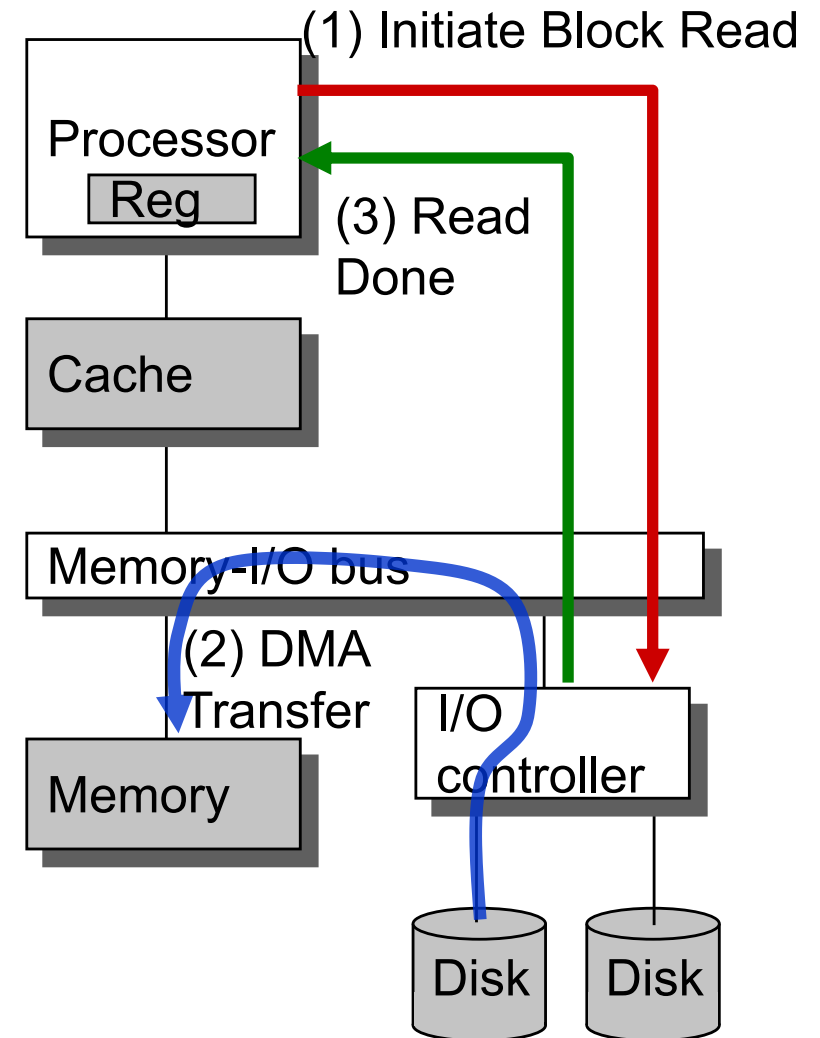 (1) Initiate Block Read
Processor
Reg
(3) Read
Done
Cache
Memory-I/O bus
(2) DMA
Transfer
I/O
controller
Memory
Disk
Disk